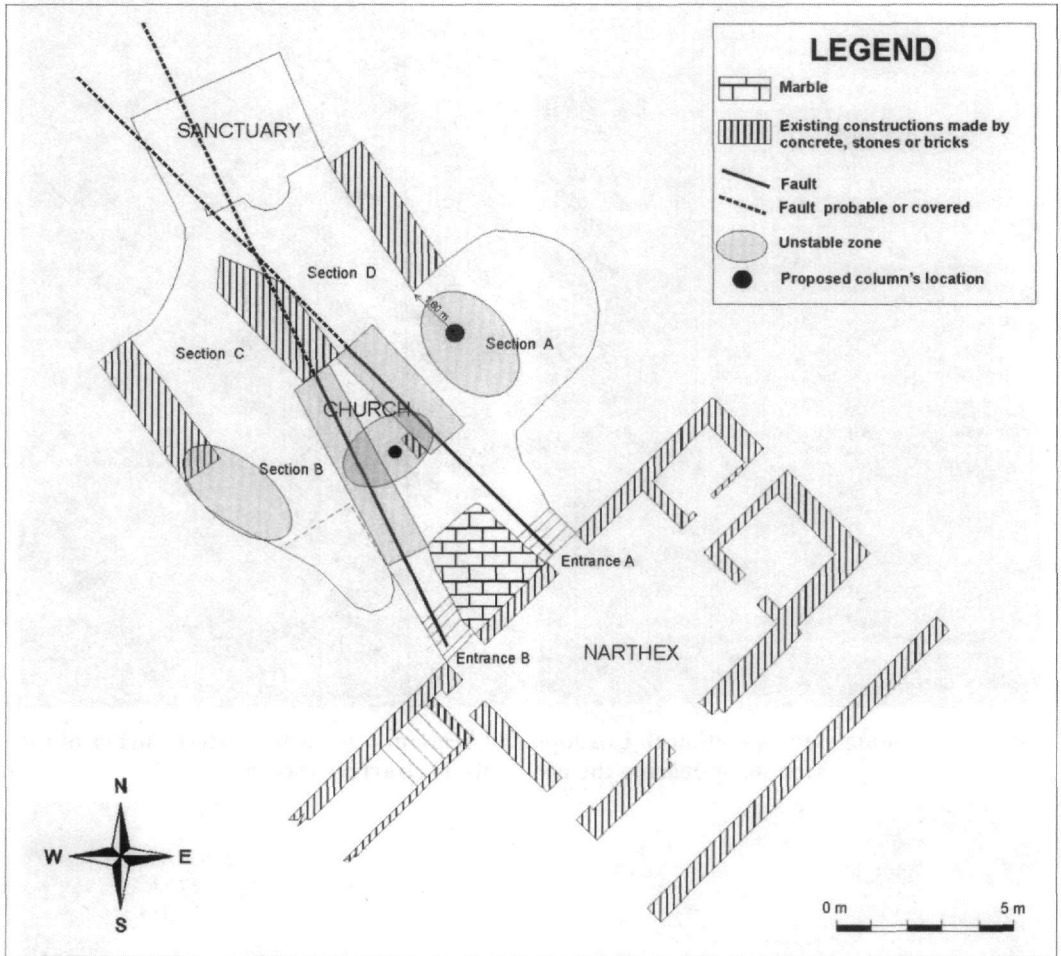 LEGEND
Marble
Existing constructions made by
concrete, stones or bricks
Fault
Fault probable or covered
Unstable zone
Proposed column's location
SANCTUARY
Section D
Section A
Section C
CHURCH
Section B
Entrance A
Entrance B
NARTHEX
N
W E
S
0 m 5 m